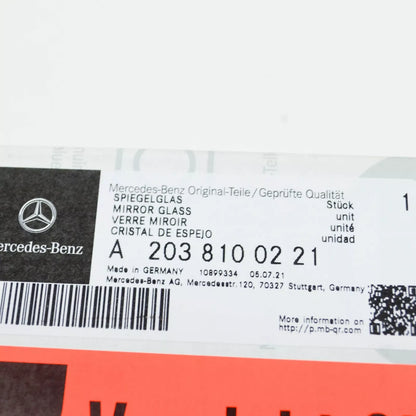 Mercedes-Benz Original-Teile/Geprüfte Qualität
SPIEGELGLAS Stück 1
MIRROR GLASS unit
VERRE MIROIR unité
CRISTAL DE ESPEJO unidad
A 203 810 02 21
Made in GERMANY 10899334 05.07.21
Mercedes-Benz AG, Mercedesstr.120, 70327 Stuttgart, Germany
ercedes-Benz
More information on
http://p.mb-qr.com/